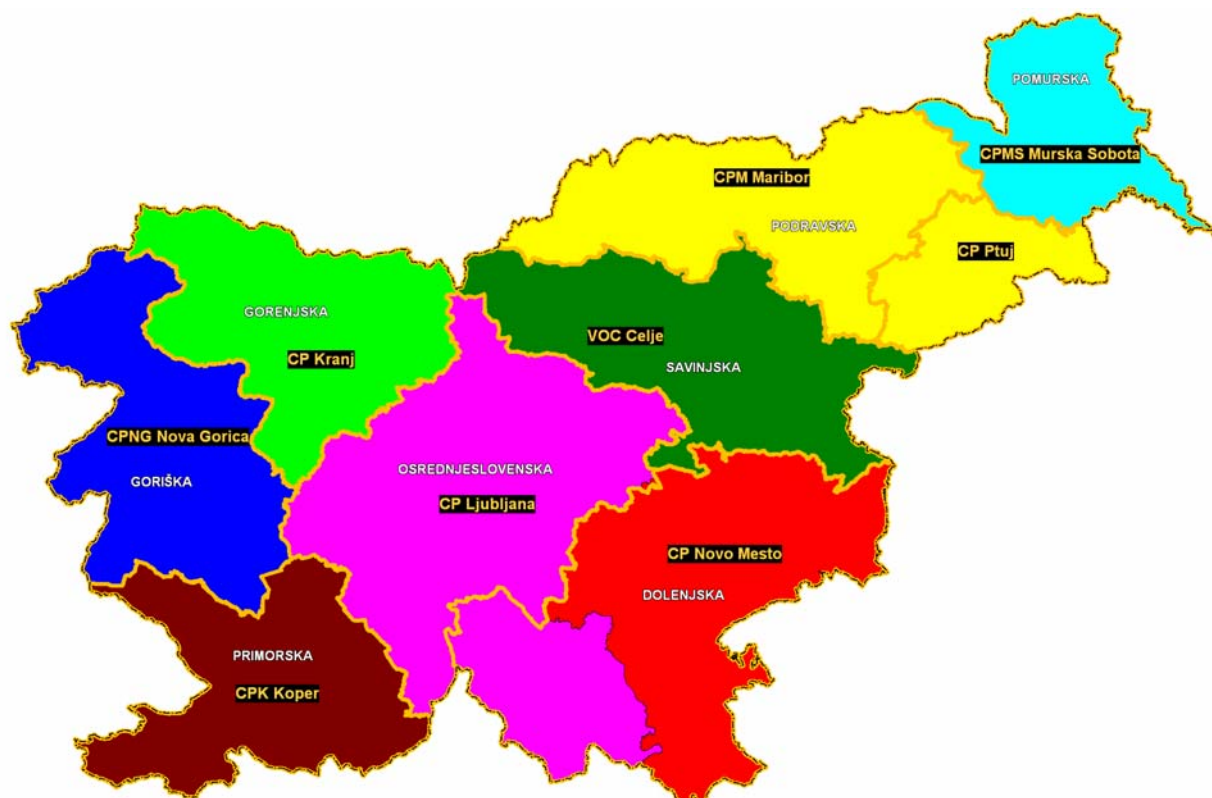 POMURSKA
CPMS Murska Sobota
CPM Maribor
PODRAVSKA
CP Ptuj
GORENJSKA
CP Kranj
VOC Celje
SAVINJSKA
CPNG Nova Gorica
GORIŠKA
OSREDNJESLOVENSKA
CP Ljubljana
CP Novo Mesto
DOLENJSKA
PRIMORSKA
CPK Koper